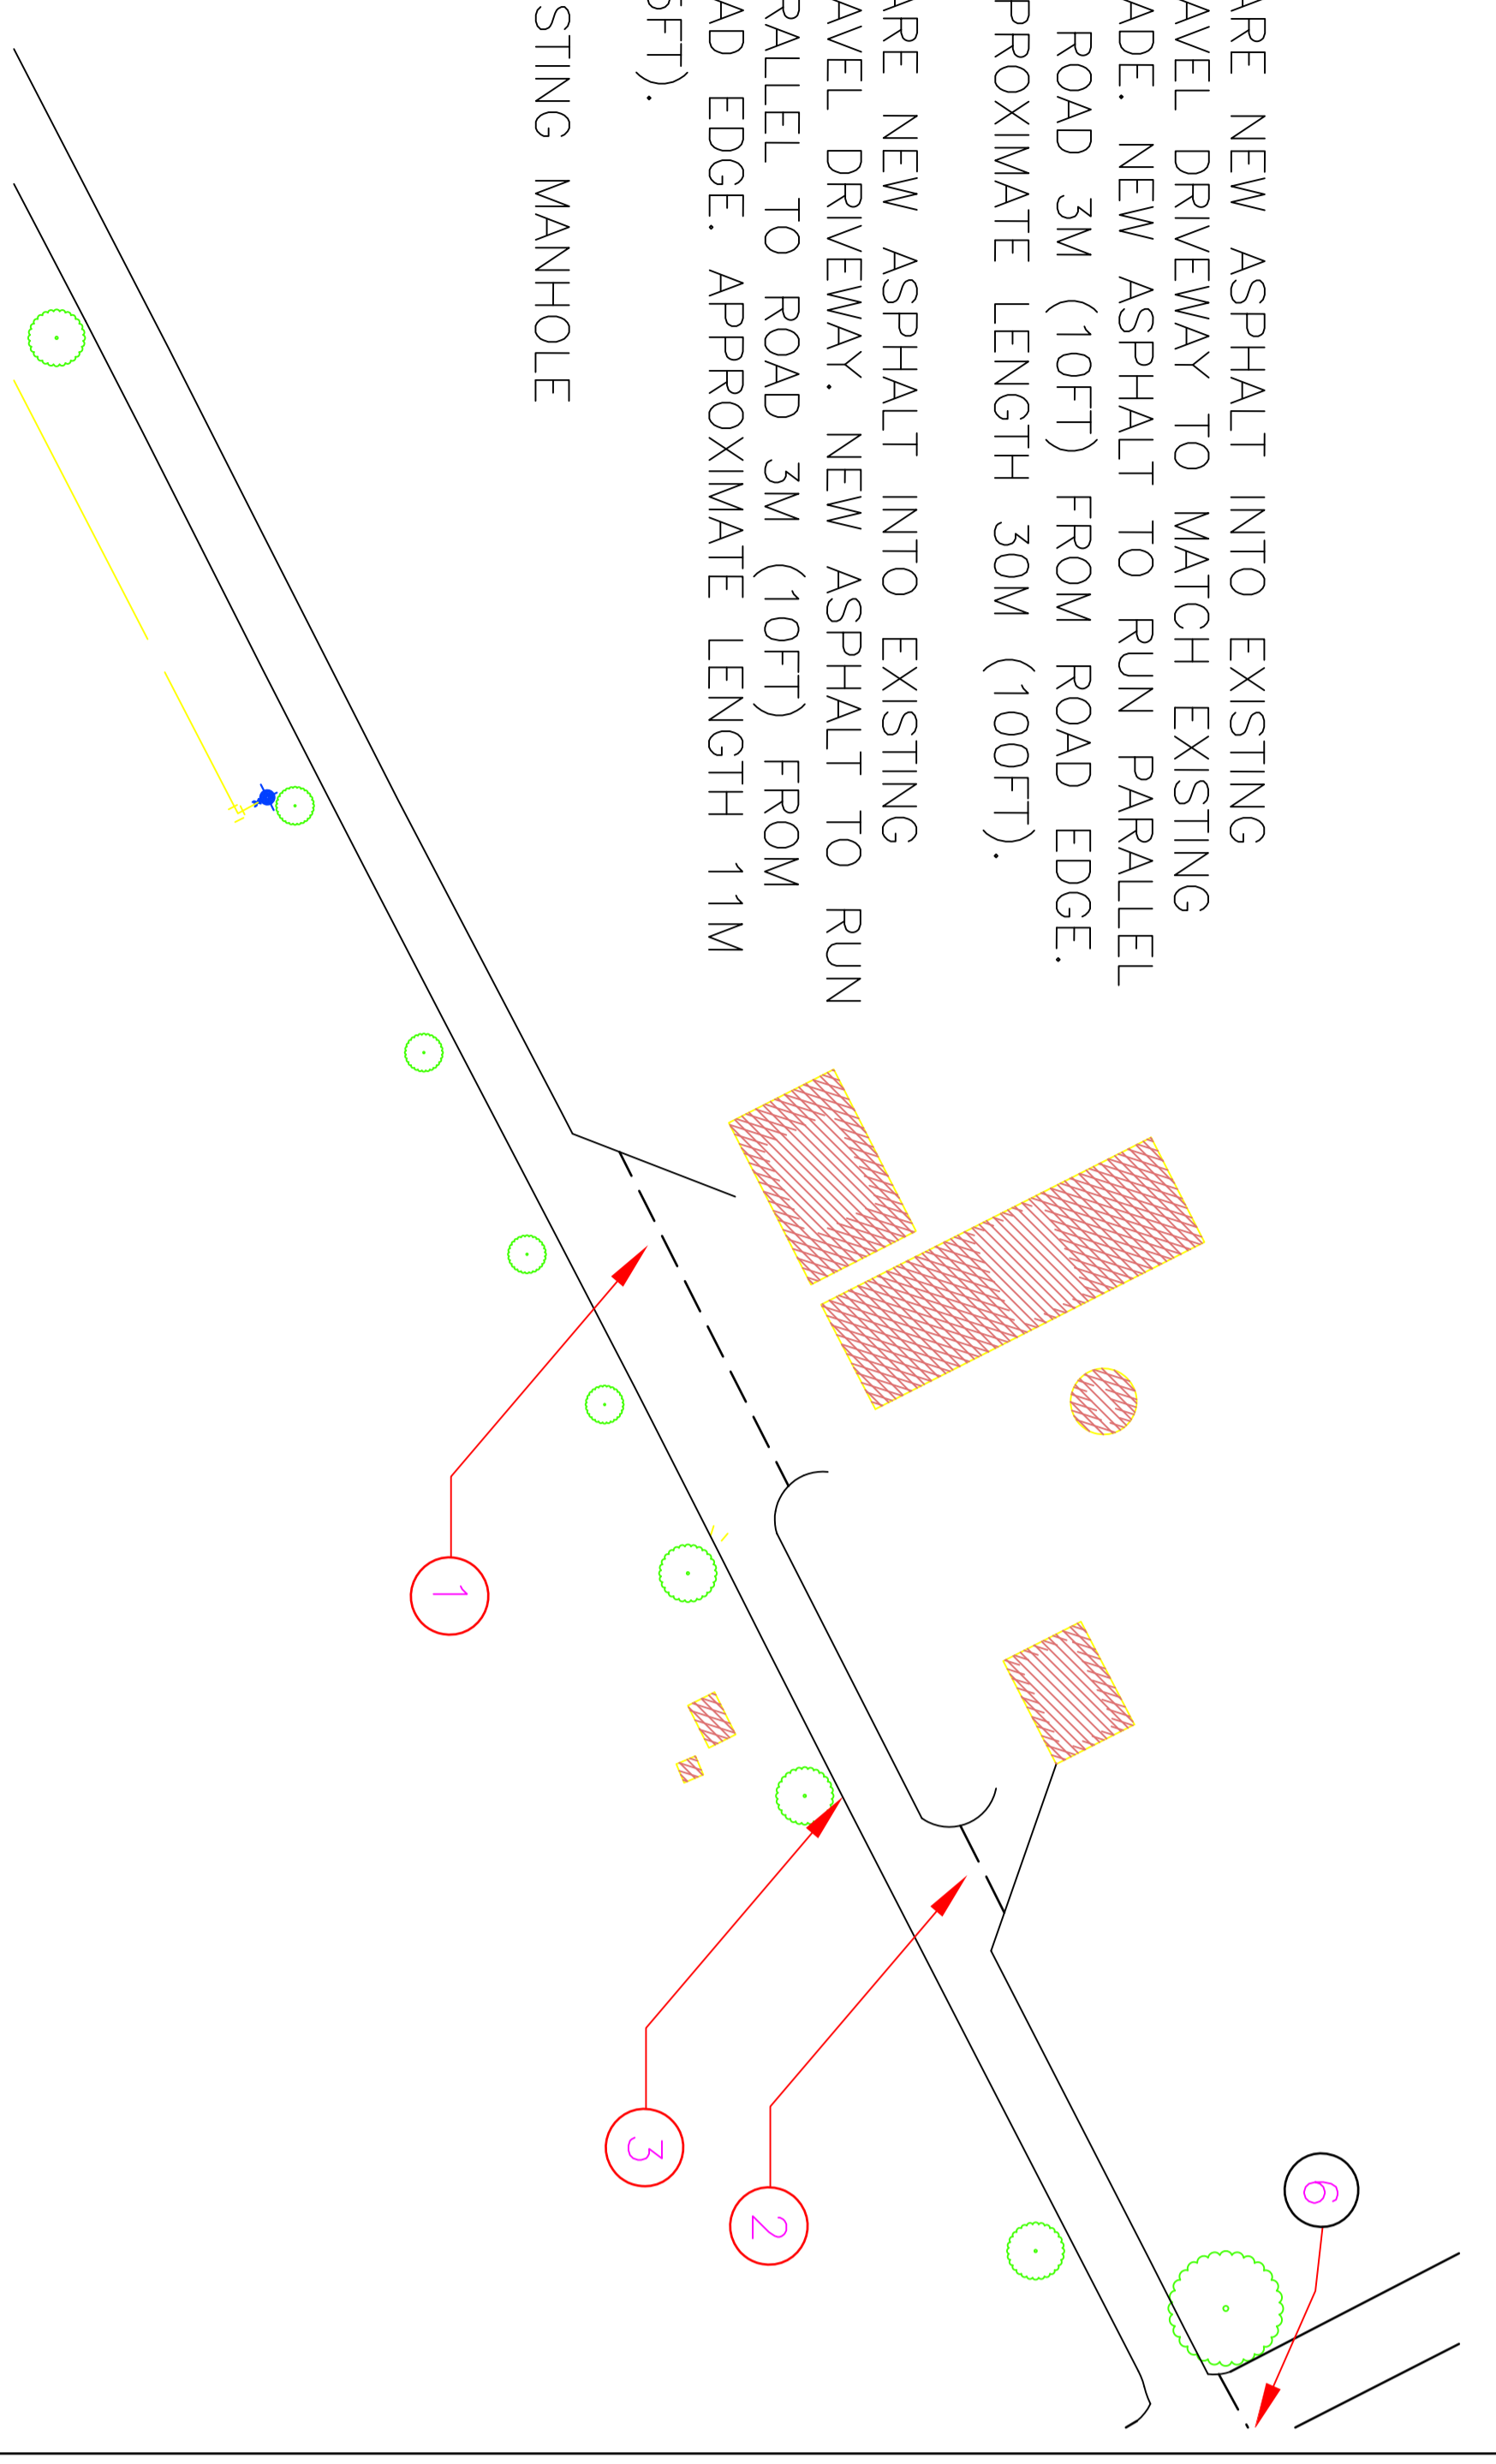 ARE NEW ASPHALT INTO EXISTING
AVEL DRIVEWAY TO MATCH EXISTING
ADE. NEW ASPHALT TO RUN PARALLEL
ROAD 3M (10FT) FROM ROAD EDGE.
PROXIMATE LENGTH 30M (100FT).
ARE NEW ASPHALT INTO EXISTING
AVEL DRIVEWAY. NEW ASPHALT TO RUN
RALLEL TO ROAD 3M (10FT) FROM
AD EDGE. APPROXIMATE LENGTH 11M
5FT).
STING MANHOLE
1
3
2
6